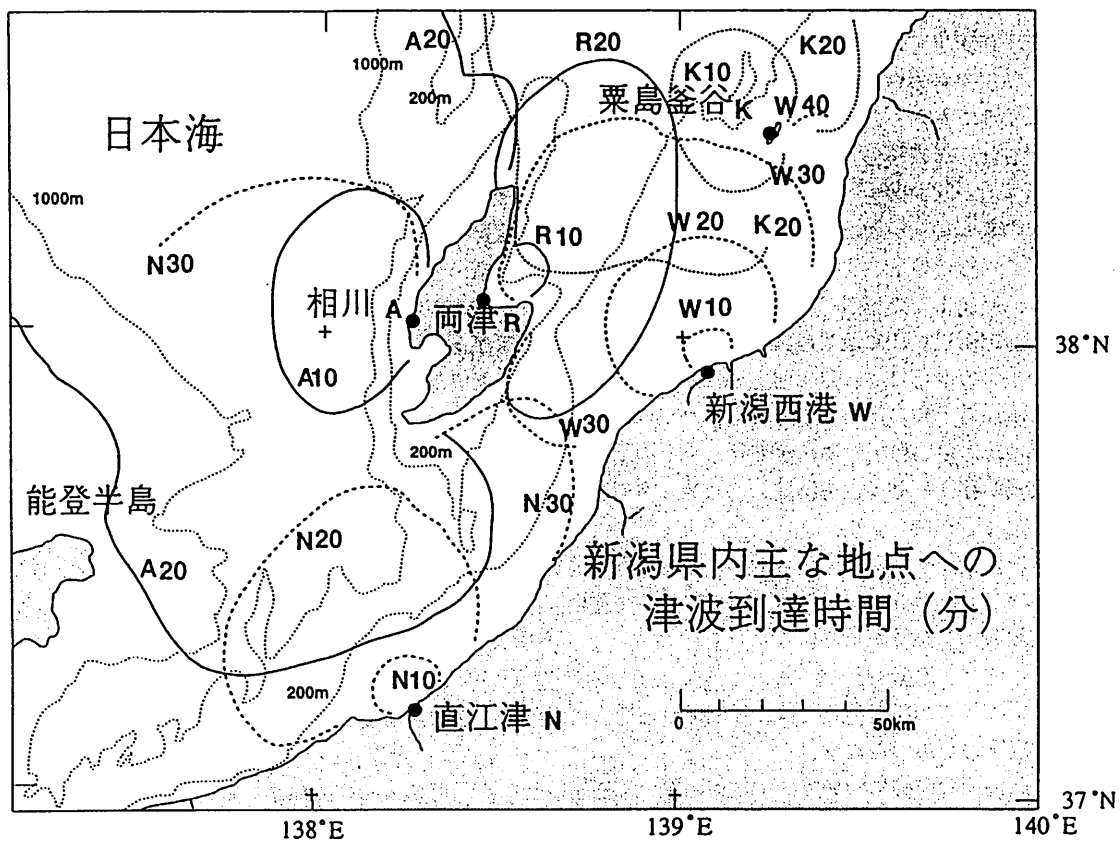 A20
R20
K20
1000m
K10
200m
粟島釜谷 K
W40
日本海
W30
1000m
W20
K20
R10
N30
相川 A
W10
両津 R
38°N
A10
新潟西港 W
W30
200m
能登半島
N30
N20
新潟県内主な地点への
A20
津波到達時間（分）
N10
200m
直江津 N
0
50km
37°N
138°E
139°E
140°E